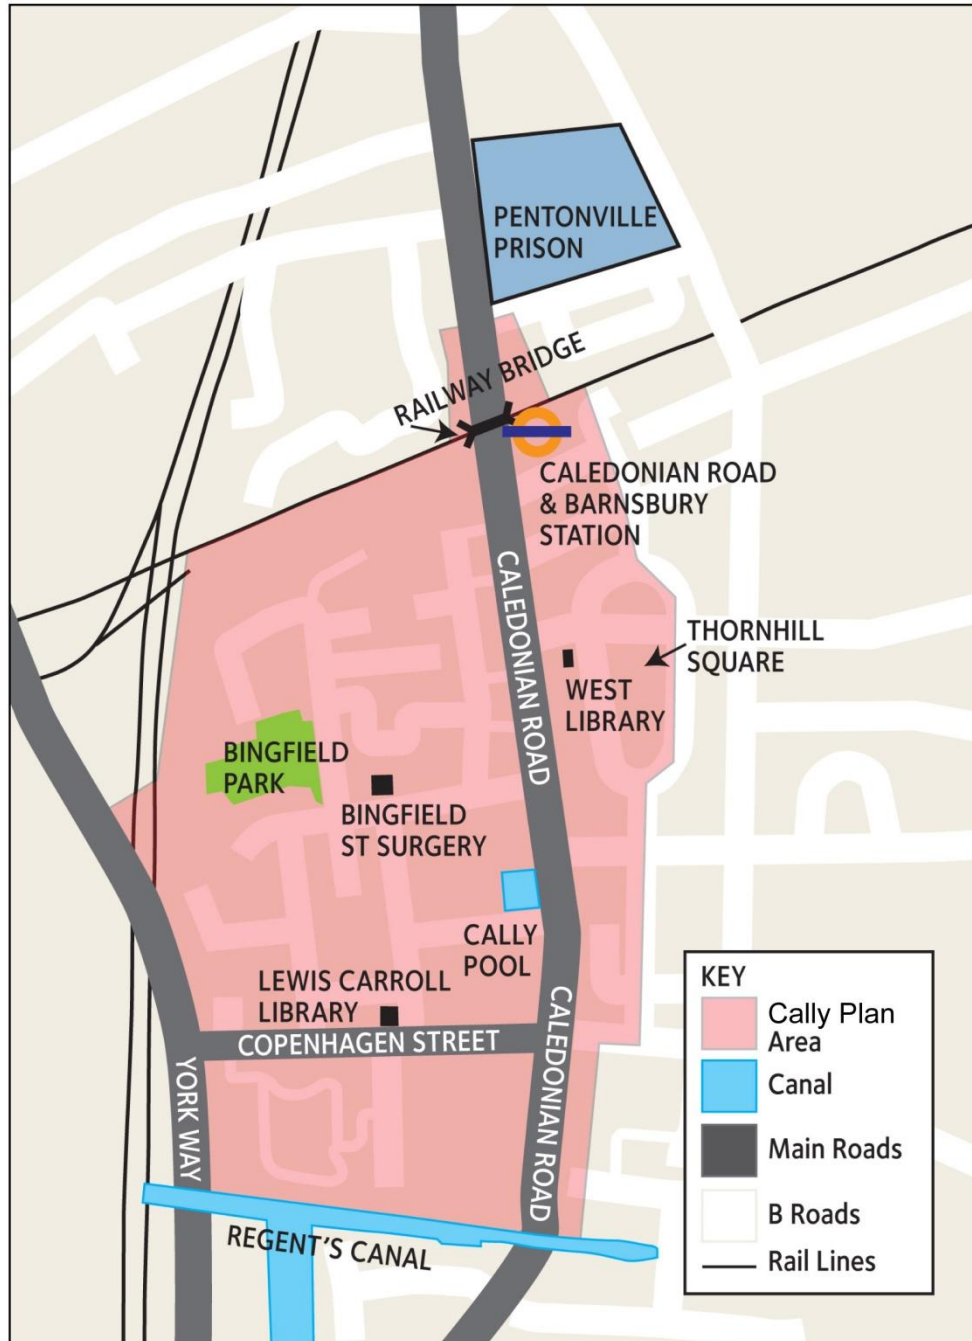 PENTONVILLE
PRISON
RAILWAY BRIDGE
CALEDONIAN ROAD
& BARNSBURY
STATION
CALEDONIAN ROAD
THORNHILL
SQUARE
WEST
LIBRARY
BINGFIELD
PARK
BINGFIELD
ST SURGERY
CALLY
POOL
LEWIS CARROLL
LIBRARY
COPENHAGEN STREET
YORK WAY
CALEDONIAN ROAD
REGENT'S CANAL
KEY
Cally Plan
Area
Canal
Main Roads
B Roads
Rail Lines